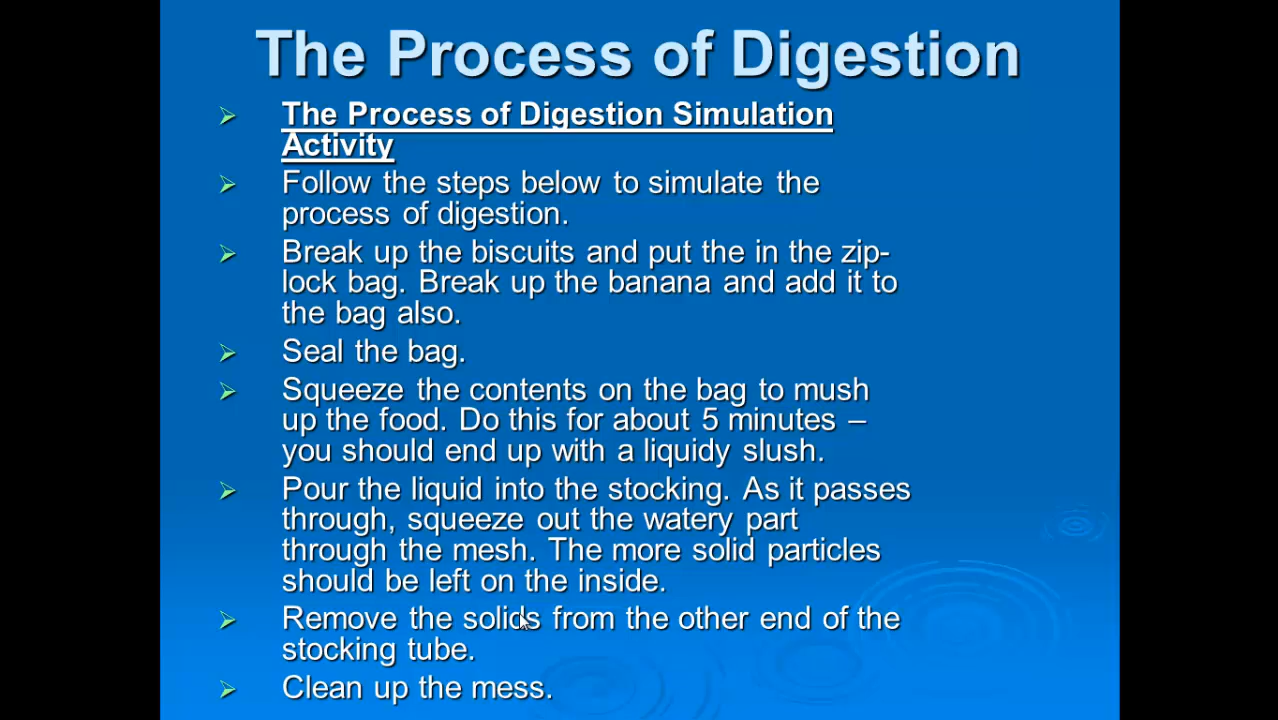 The Process of Digestion
The Process of Digestion Simulation
Activity
Follow the steps below to simulate the
process of digestion.
Break up the biscuits and put the in the zip-
lock bag. Break up the banana and add it to
the bag also.
Seal the bag.
Squeeze the contents on the bag to mush
up the food. Do this for about 5 minutes –
you should end up with a liquidy slush.
Pour the liquid into the stocking. As it passes
through, squeeze out the watery part
through the mesh. The more solid particles
should be left on the inside.
Remove the solids from the other end of the
stocking tube.
Clean up the mess.